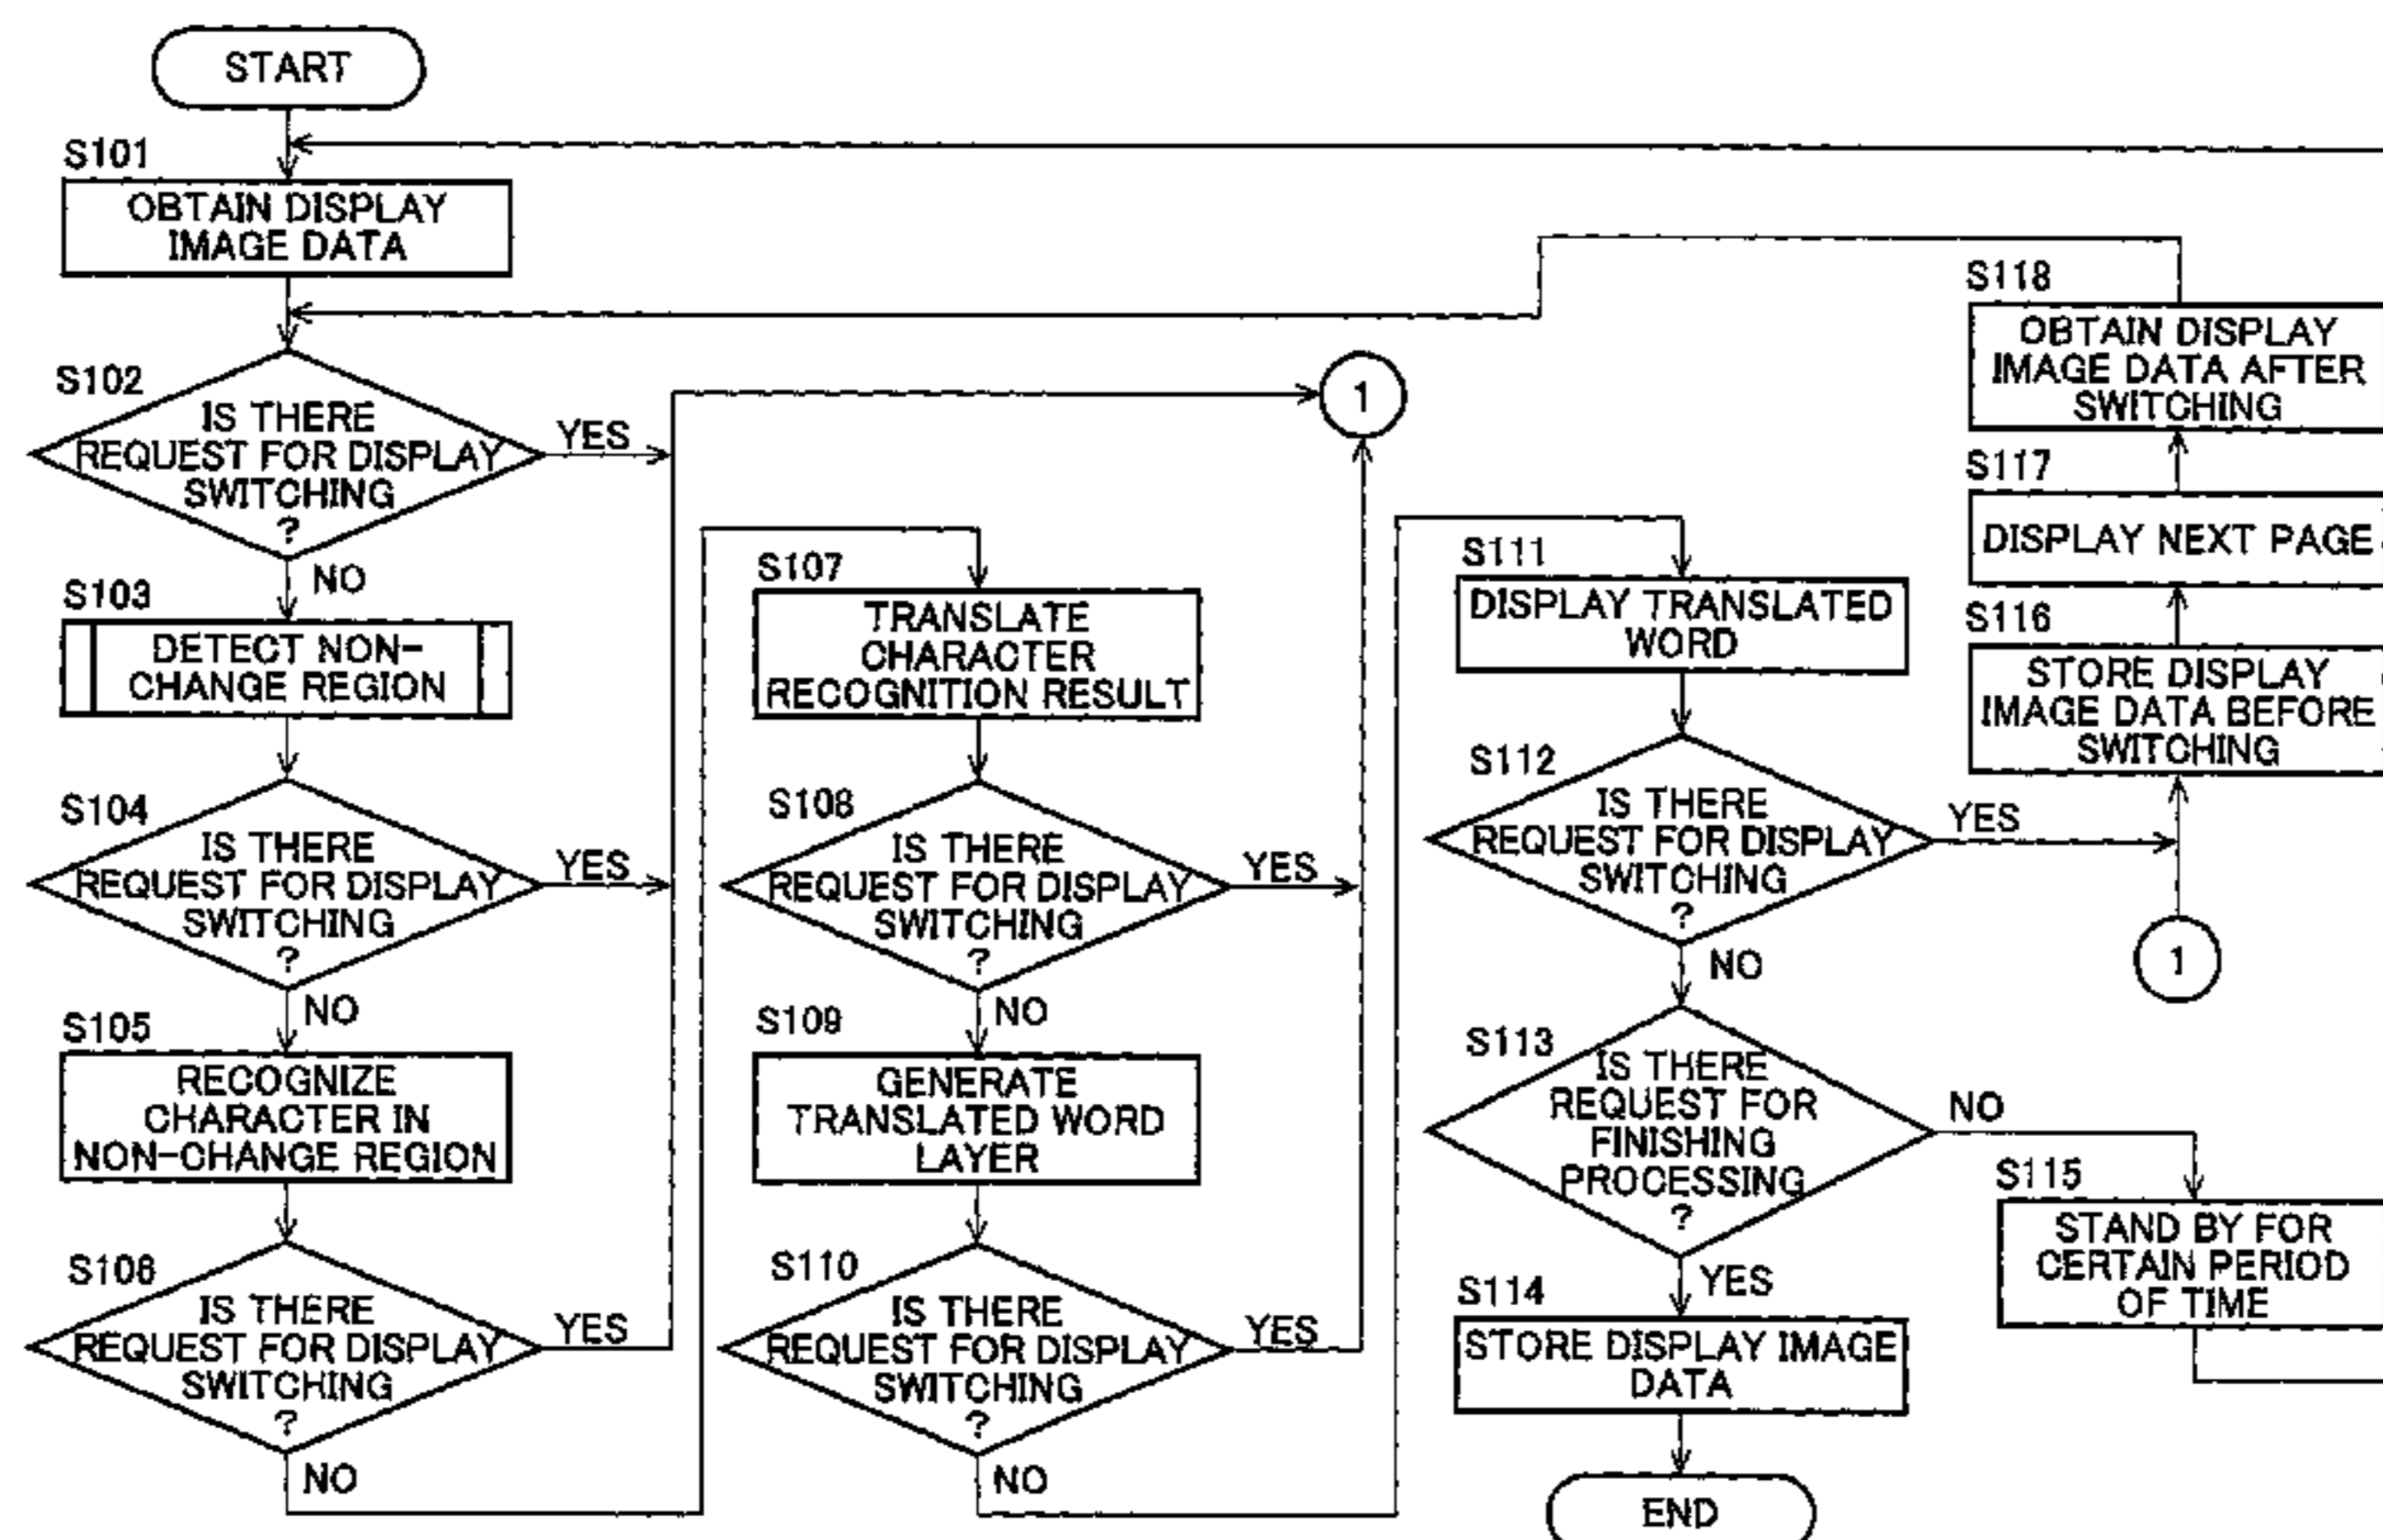 START
S101
OBTAIN DISPLAY
IMAGE DATA
S102
IS THERE
REQUEST FOR DISPLAY
SWITCHING
?
YES
NO
S103
DETECT NON-
CHANGE REGION
S104
IS THERE
REQUEST FOR DISPLAY
SWITCHING
?
YES
NO
S105
RECOGNIZE
CHARACTER IN
NON-CHANGE REGION
S106
IS THERE
REQUEST FOR DISPLAY
SWITCHING
?
YES
NO
1
S107
TRANSLATE
CHARACTER
RECOGNITION RESULT
S108
IS THERE
REQUEST FOR DISPLAY
SWITCHING
?
YES
NO
S109
GENERATE
TRANSLATED WORD
LAYER
S110
IS THERE
REQUEST FOR DISPLAY
SWITCHING
?
YES
NO
S111
DISPLAY TRANSLATED
WORD
S112
IS THERE
REQUEST FOR DISPLAY
SWITCHING
?
YES
NO
S113
IS THERE
REQUEST FOR
FINISHING
PROCESSING
?
NO
YES
S114
STORE DISPLAY IMAGE
DATA
END
S118
OBTAIN DISPLAY
IMAGE DATA AFTER
SWITCHING
S117
DISPLAY NEXT PAGE
S116
STORE DISPLAY
IMAGE DATA BEFORE
SWITCHING
1
S115
STAND BY FOR
CERTAIN PERIOD
OF TIME